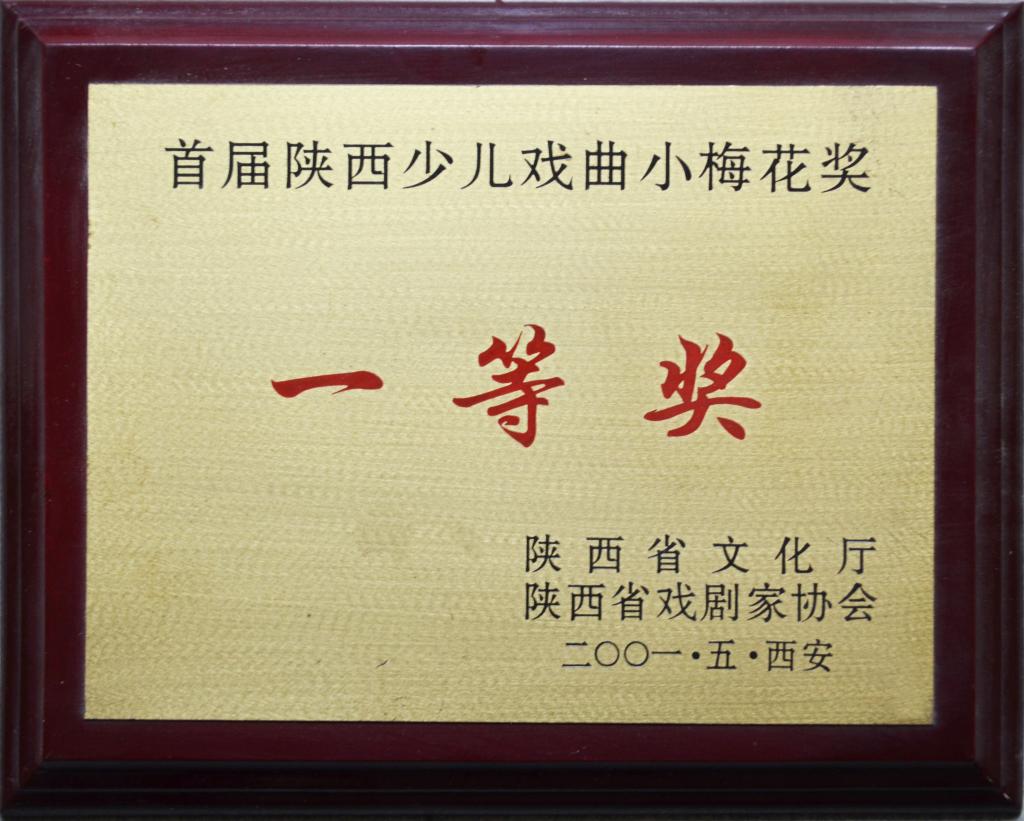 首届陕西少儿戏曲小梅花奖
一等奖
陕西省文化厅
陕西省戏剧家协会
二〇〇一·五·西安